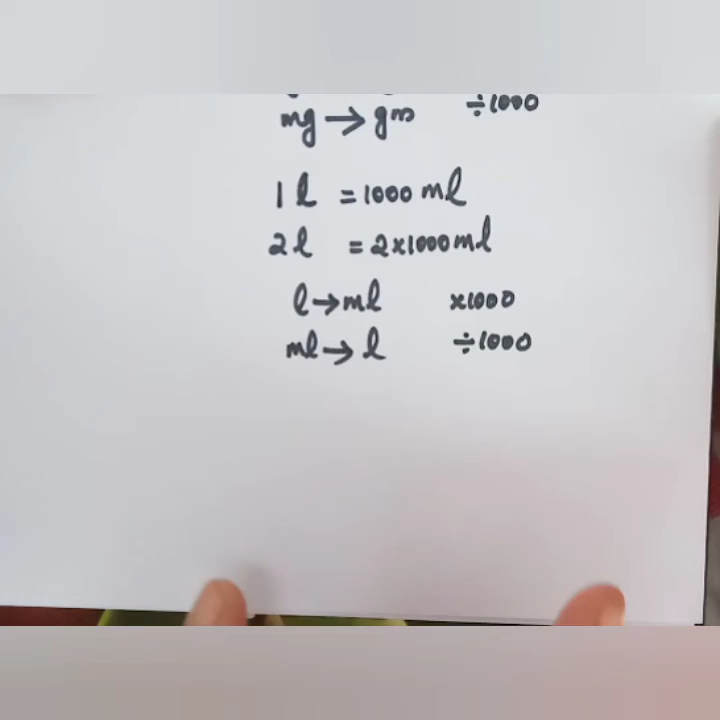 mg → gm ÷1000
1 l = 1000 ml
2 l = 2×1000 ml
l → ml ×1000
ml → l ÷1000